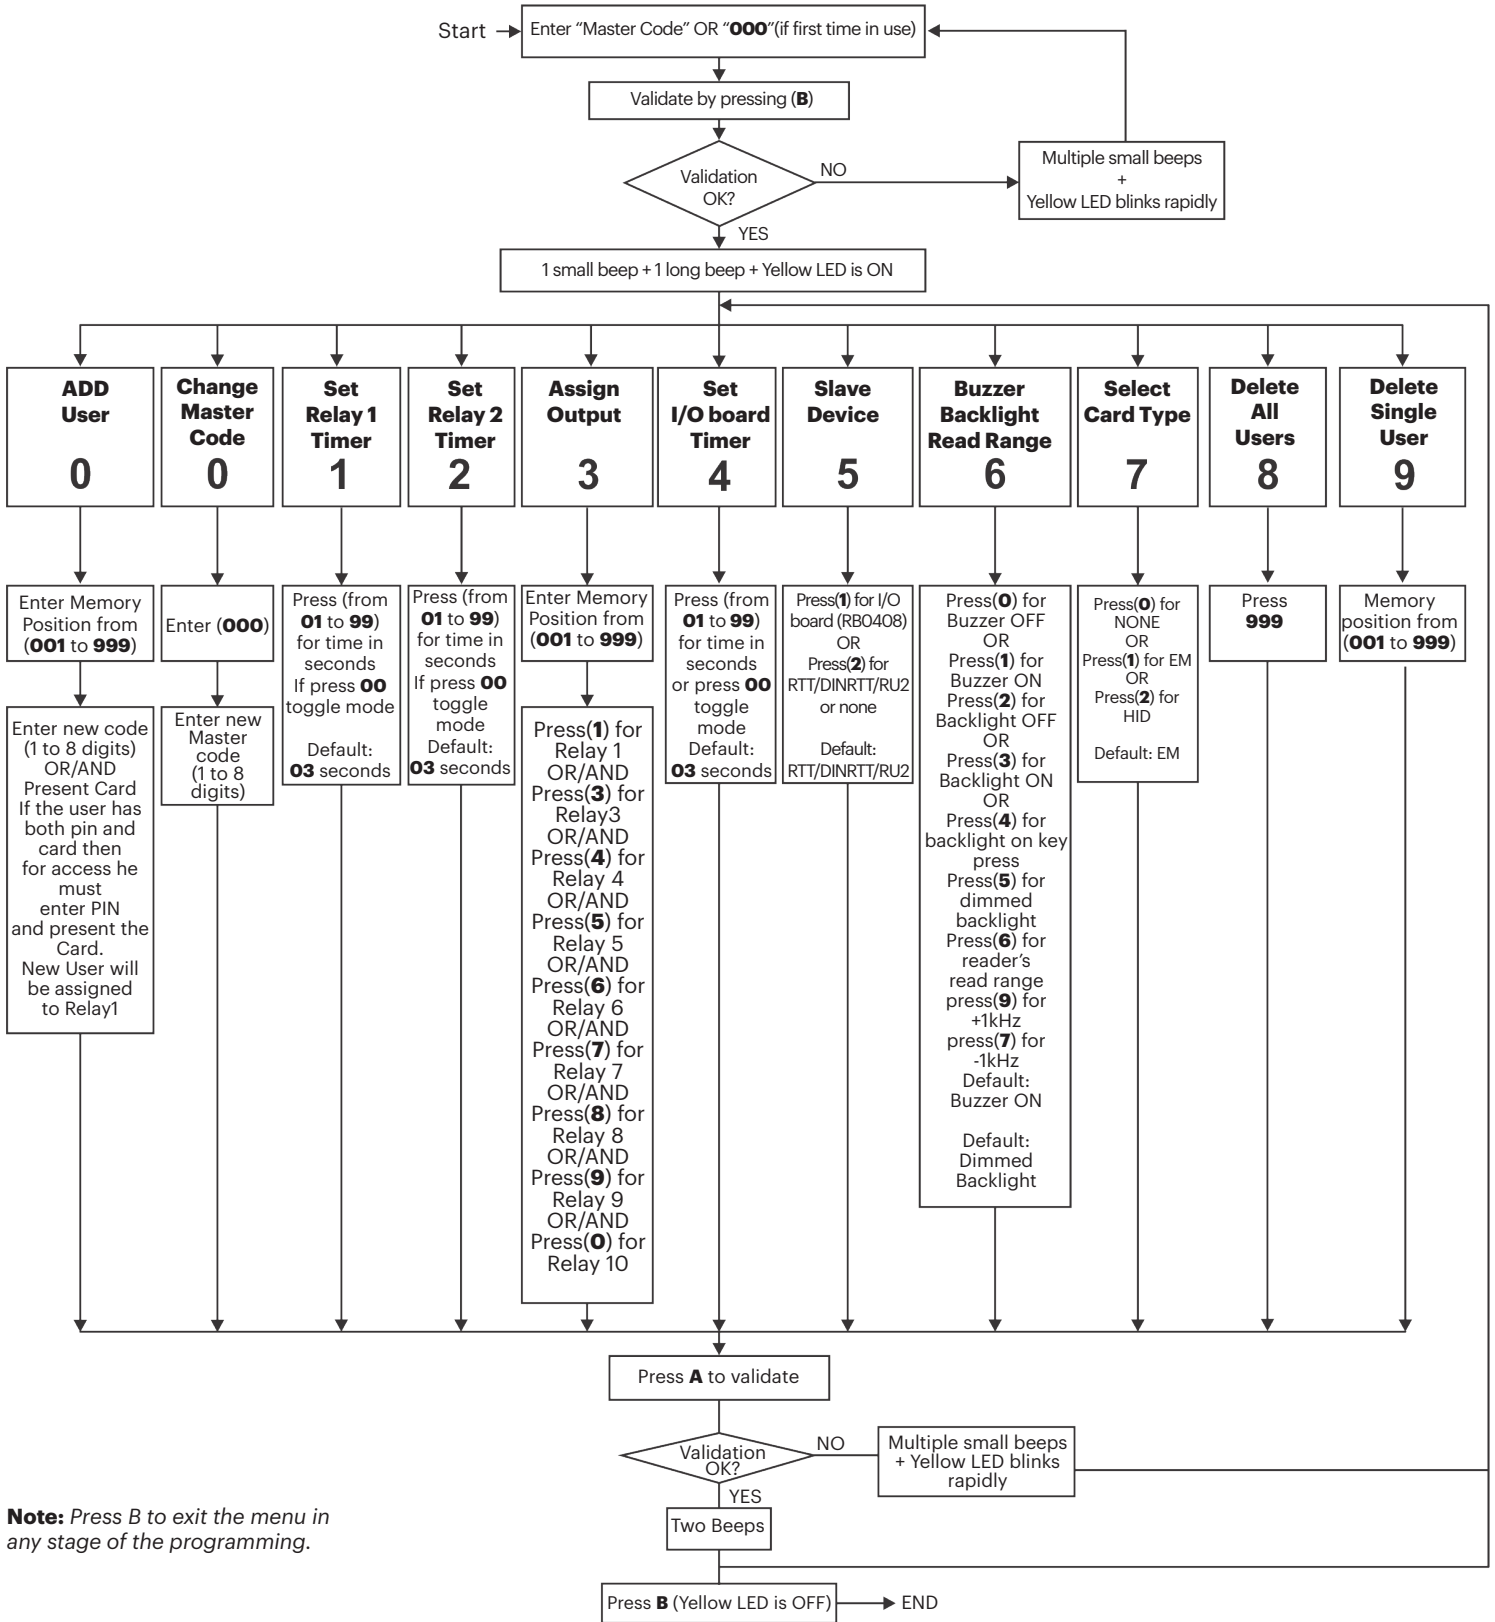 Start
Enter “Master Code” OR “000”(if first time in use)
Validate by pressing (B)
Validation
OK?
NO
Multiple small beeps
+
Yellow LED blinks rapidly
YES
1 small beep + 1 long beep + Yellow LED is ON
ADD
User
0
Change
Master
Code
0
Set
Relay 1
Timer
1
Set
Relay 2
Timer
2
Assign
Output
3
Set
I/O board
Timer
4
Slave
Device
5
Buzzer
Backlight
Read Range
6
Select
Card Type
7
Delete
All
Users
8
Delete
Single
User
9
Enter Memory
Position from
(001 to 999)
Enter new code
(1 to 8 digits)
OR/AND
Present Card
If the user has
both pin and
card then
for access he
must
enter PIN
and present the
Card.
New User will
be assigned
to Relay1
Enter (000)
Enter new
Master
code
(1 to 8
digits)
Press (from
01 to 99)
for time in
seconds
If press 00
toggle mode
Default:
03 seconds
Press (from
01 to 99)
for time in
seconds
If press 00
toggle
mode
Default:
03 seconds
Enter Memory
Position from
(001 to 999)
Press(1) for
Relay 1
OR/AND
Press(3) for
Relay3
OR/AND
Press(4) for
Relay 4
OR/AND
Press(5) for
Relay 5
OR/AND
Press(6) for
Relay 6
OR/AND
Press(7) for
Relay 7
OR/AND
Press(8) for
Relay 8
OR/AND
Press(9) for
Relay 9
OR/AND
Press(0) for
Relay 10
Press (from
01 to 99)
for time in
seconds
or press 00
toggle
mode
Default:
03 seconds
Press(1) for I/O
board (RB0408)
OR
Press(2) for
RTT/DINRTT/RU2
or none
Default:
RTT/DINRTT/RU2
Press(0) for
Buzzer OFF
OR
Press(1) for
Buzzer ON
Press(2) for
Backlight OFF
OR
Press(3) for
Backlight ON
OR
Press(4) for
backlight on key
press
Press(5) for
dimmed
backlight
Press(6) for
reader’s
read range
press(9) for
+1kHz
press(7) for
-1kHz
Default:
Buzzer ON
Default:
Dimmed
Backlight
Press(0) for
NONE
OR
Press(1) for EM
OR
Press(2) for
HID
Default: EM
Press
999
Memory
position from
(001 to 999)
Press A to validate
Validation
OK?
NO
Multiple small beeps
+ Yellow LED blinks
rapidly
YES
Two Beeps
Press B (Yellow LED is OFF)
END
Note: Press B to exit the menu in
any stage of the programming.